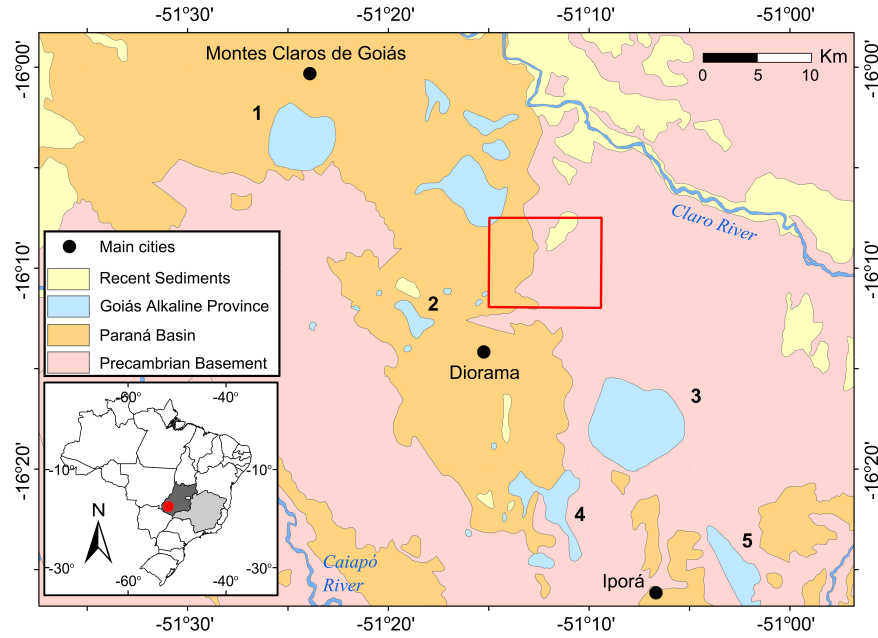 -51°30'
-51°20'
-51°10'
-51°00'
-16°00'
-16°00'
Montes Claros de Goiás
Km
0
5
10
1
Claro River
-16°10'
-16°10'
Main cities
Recent Sediments
Goiás Alkaline Province
Paraná Basin
Precambrian Basement
2
Diorama
3
-60°
-40°
-10°
-10°
-16°20'
-16°20'
4
5
N
Caiapó
River
Iporá
-30°
-30°
-60°
-40°
-51°30'
-51°20'
-51°10'
-51°00'